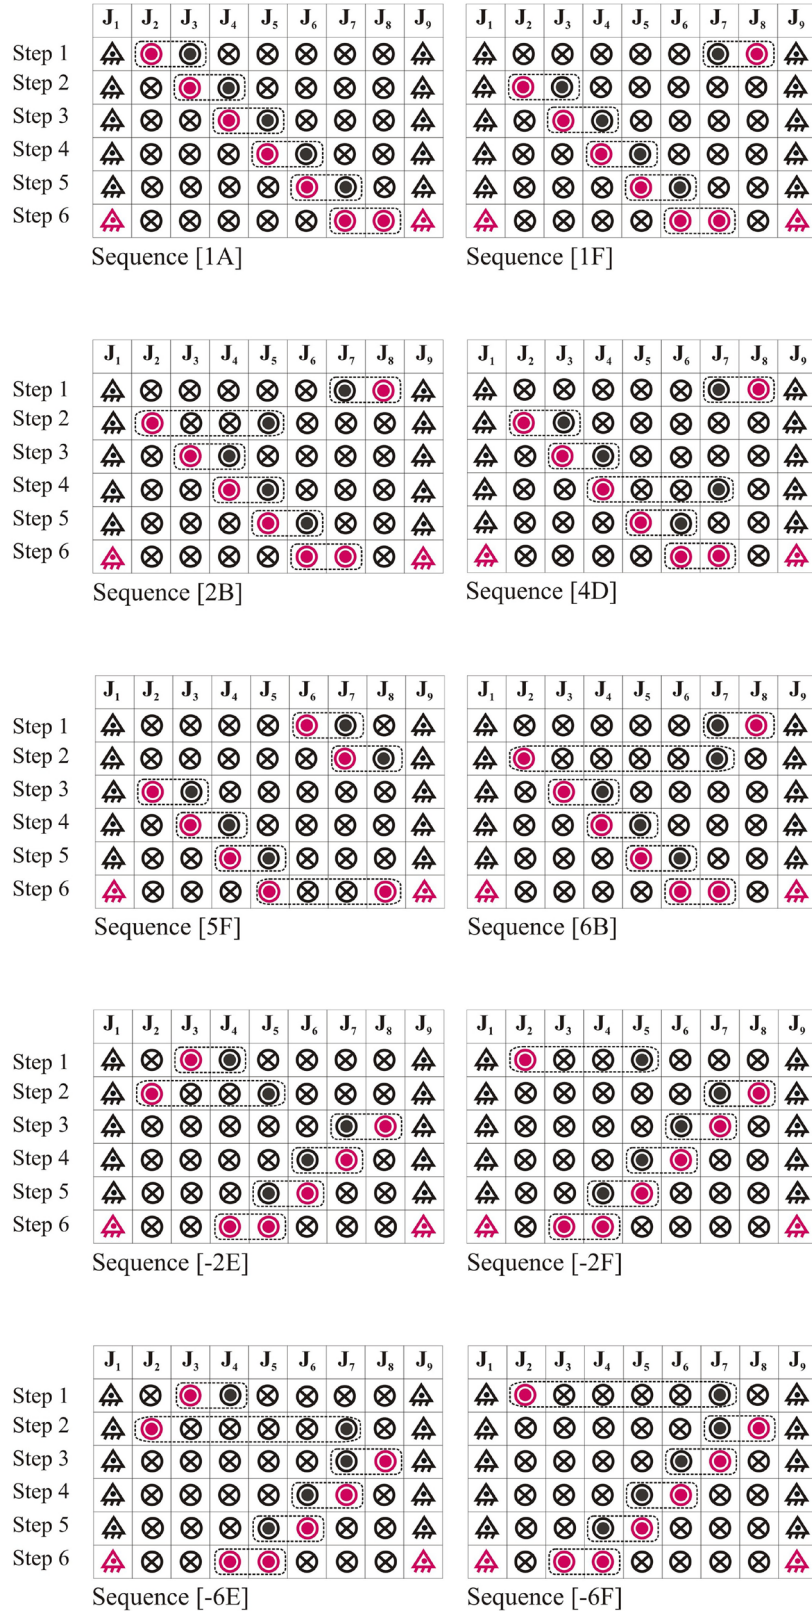 J1 J2 J3 J4 J5 J6 J7 J8 J9 J1 J2 J3 J4 J5 J6 J7 J8 J9
Step 1
Step 2
Step 3
Step 4
Step 5
Step 6
Sequence [1A] Sequence [1F]
J1 J2 J3 J4 J5 J6 J7 J8 J9 J1 J2 J3 J4 J5 J6 J7 J8 J9
Step 1
Step 2
Step 3
Step 4
Step 5
Step 6
Sequence [2B] Sequence [4D]
J1 J2 J3 J4 J5 J6 J7 J8 J9 J1 J2 J3 J4 J5 J6 J7 J8 J9
Step 1
Step 2
Step 3
Step 4
Step 5
Step 6
Sequence [5F] Sequence [6B]
J1 J2 J3 J4 J5 J6 J7 J8 J9 J1 J2 J3 J4 J5 J6 J7 J8 J9
Step 1
Step 2
Step 3
Step 4
Step 5
Step 6
Sequence [-2E] Sequence [-2F]
J1 J2 J3 J4 J5 J6 J7 J8 J9 J1 J2 J3 J4 J5 J6 J7 J8 J9
Step 1
Step 2
Step 3
Step 4
Step 5
Step 6
Sequence [-6E] Sequence [-6F]